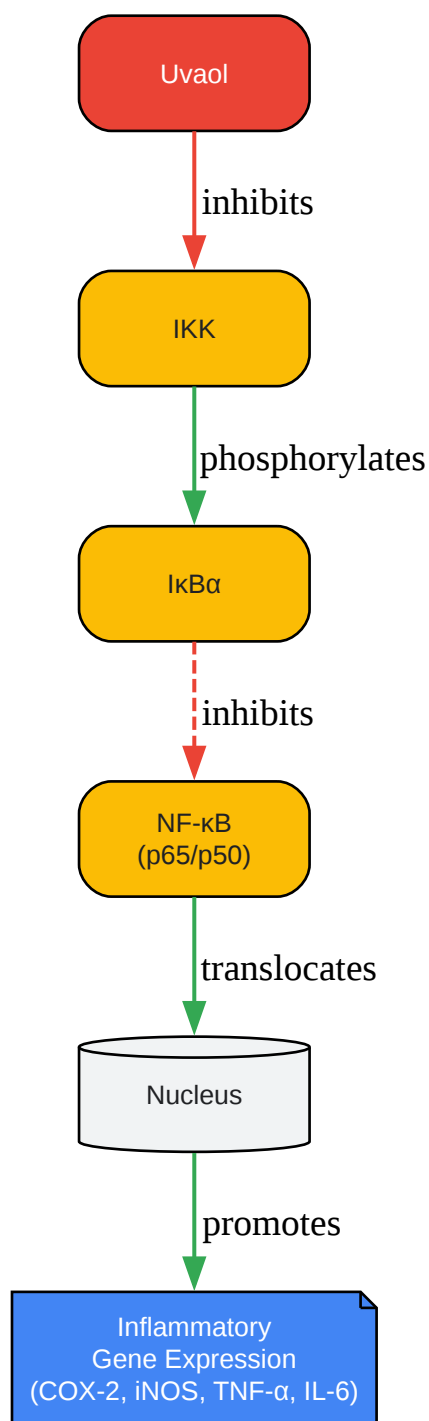 Uvaol
inhibits
IKK
phosphorylates
IκBα
inhibits
NF-κB
(p65/p50)
translocates
Nucleus
promotes
Inflammatory
Gene Expression
(COX-2, iNOS, TNF-α, IL-6)